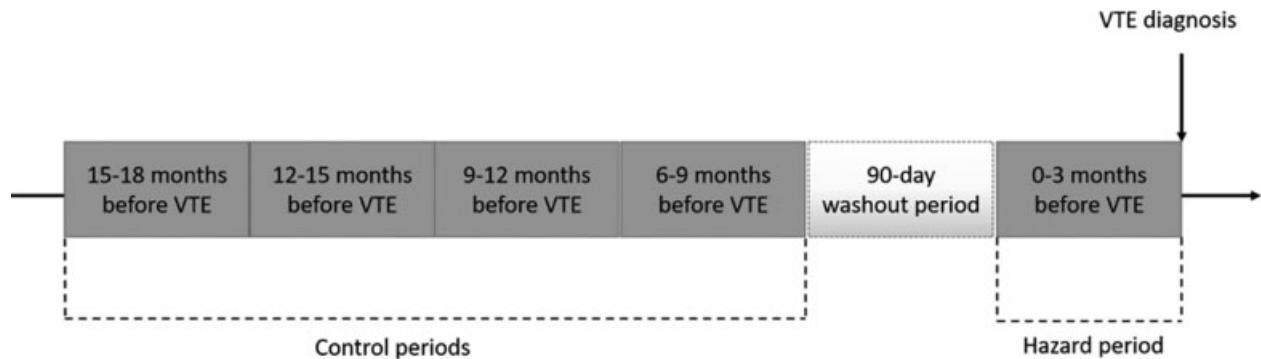 VTE diagnosis
15-18 months
before VTE
12-15 months
before VTE
9-12 months
before VTE
6-9 months
before VTE
90-day
washout period
0-3 months
before VTE
Control periods
Hazard period